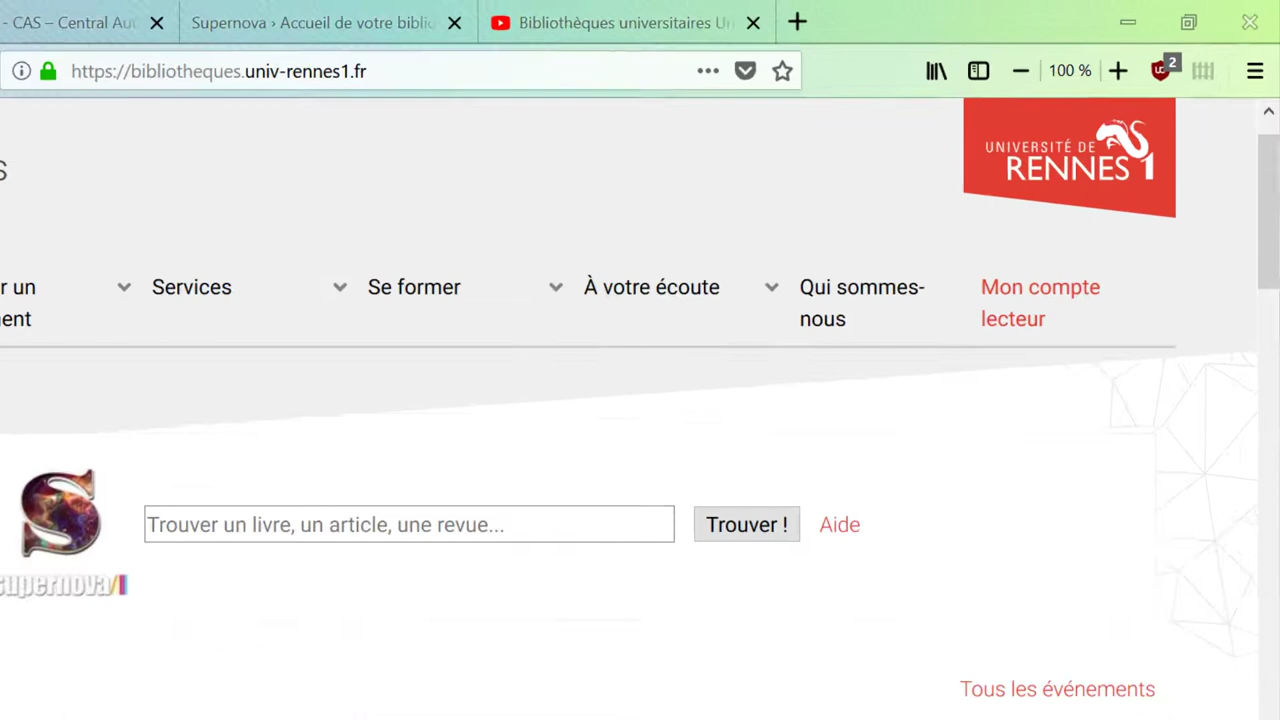 - CAS – Central Au
Supernova › Accueil de votre biblio
Bibliothèques universitaires Un
https://bibliotheques.univ-rennes1.fr
100 %
2
S
UNIVERSITÉ DE
RENNES 1
r un
ent
Services
Se former
À votre écoute
Qui sommes-
nous
Mon compte
lecteur
S
supernova
Trouver un livre, un article, une revue...
Trouver !
Aide
Tous les événements